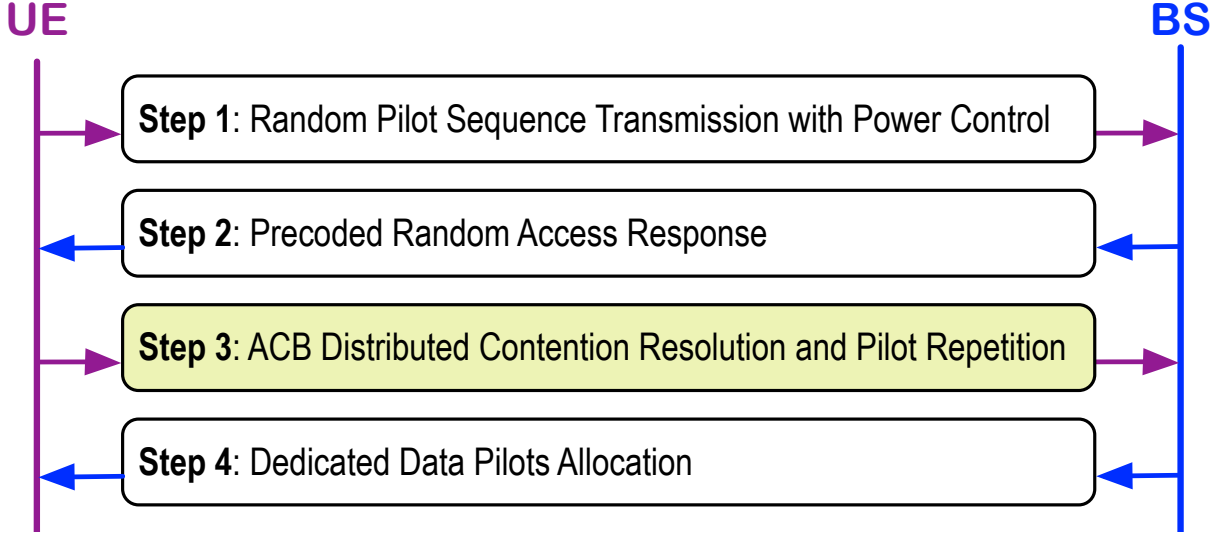 UE
BS
Step 1: Random Pilot Sequence Transmission with Power Control
Step 2: Precoded Random Access Response
Step 3: ACB Distributed Contention Resolution and Pilot Repetition
Step 4: Dedicated Data Pilots Allocation